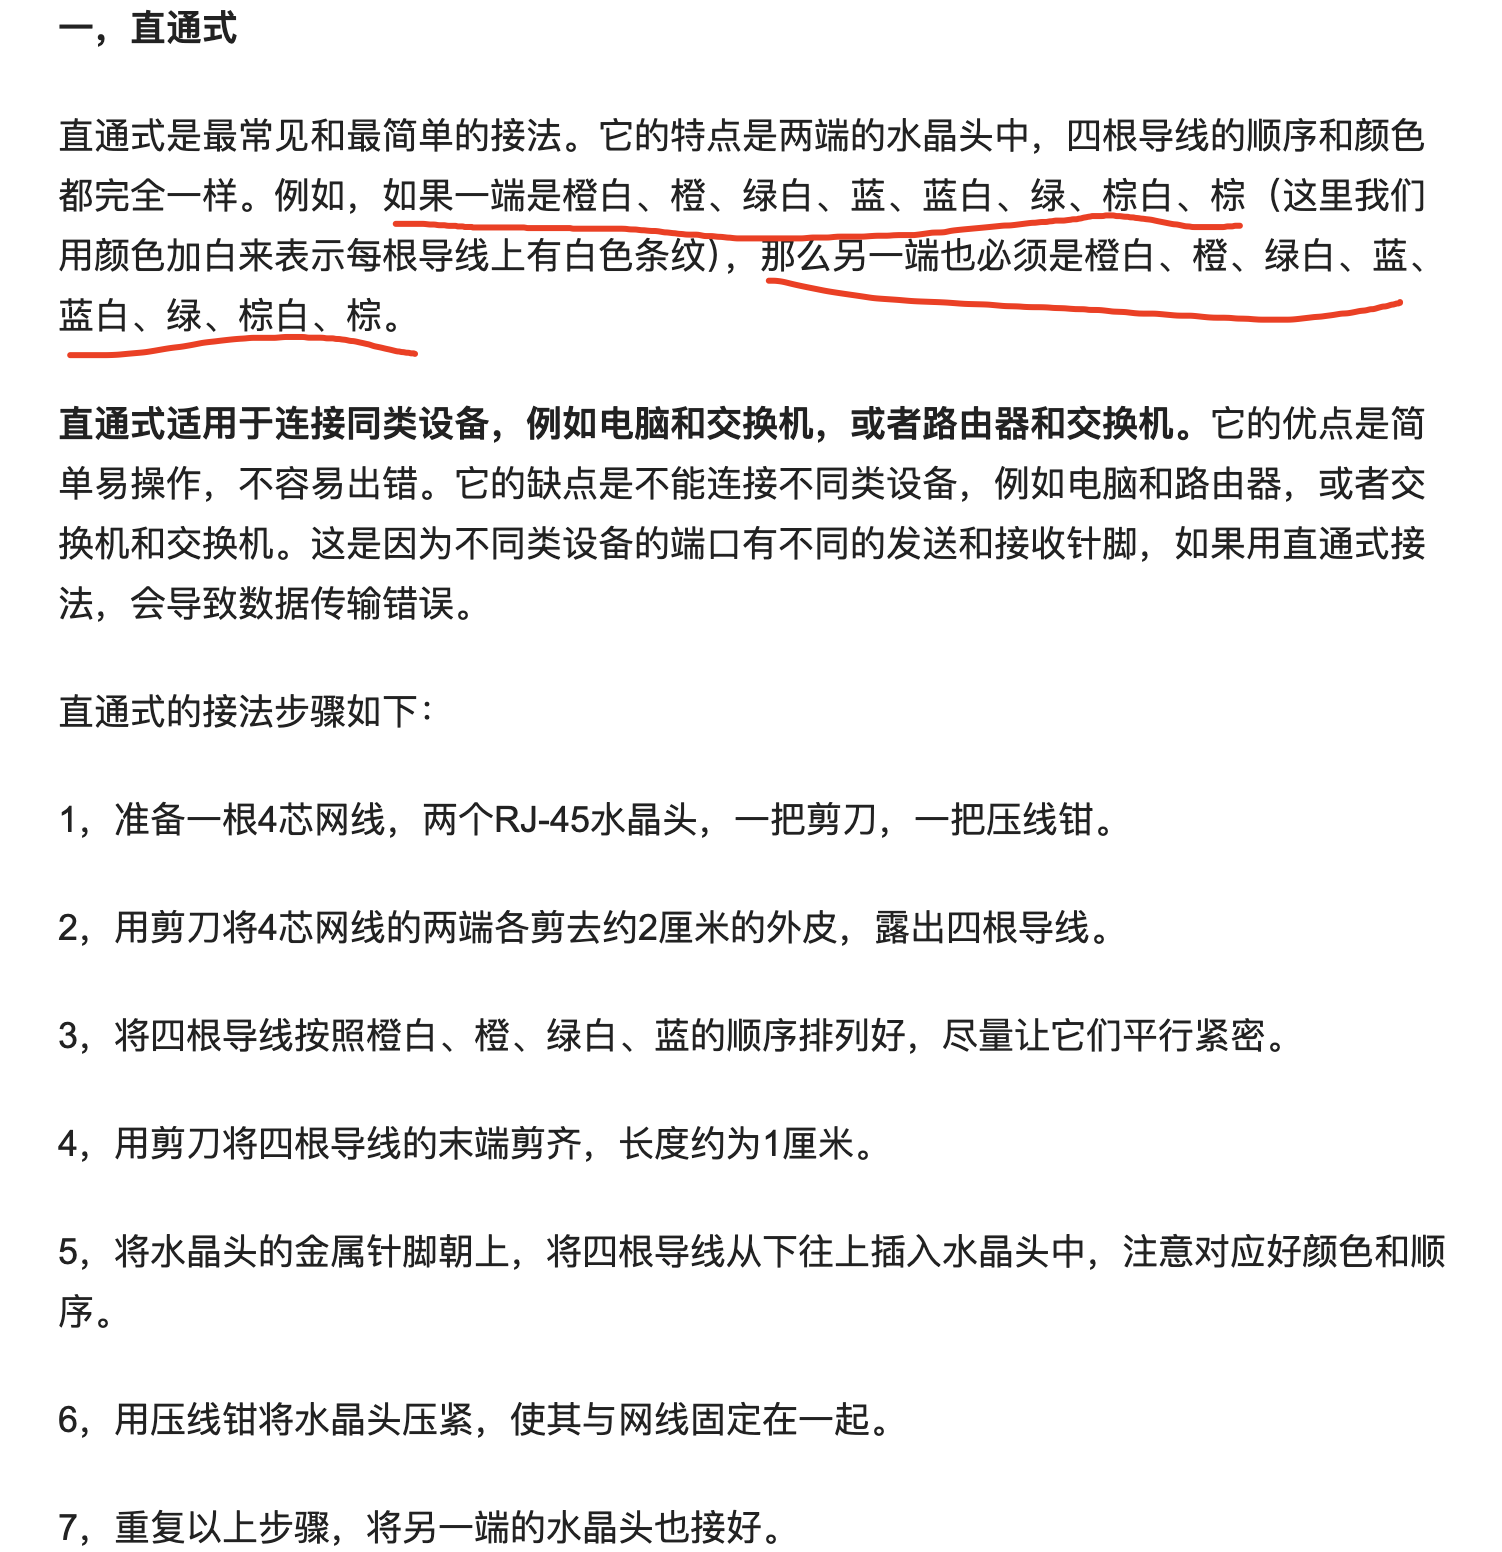 一，直通式
直通式是最常见和最简单的接法。它的特点是两端的水晶头中，四根导线的顺序和颜色
都完全一样。例如，如果一端是橙白、橙、绿白、蓝、蓝白、绿、棕白、棕（这里我们
用颜色加白来表示每根导线上有白色条纹），那么另一端也必须是橙白、橙、绿白、蓝、
蓝白、绿、棕白、棕。
直通式适用于连接同类设备，例如电脑和交换机，或者路由器和交换机。它的优点是简
单易操作，不容易出错。它的缺点是不能连接不同类设备，例如电脑和路由器，或者交
换机和交换机。这是因为不同类设备的端口有不同的发送和接收针脚，如果用直通式接
法，会导致数据传输错误。
直通式的接法步骤如下：
1，准备一根4芯网线，两个RJ-45水晶头，一把剪刀，一把压线钳。
2，用剪刀将4芯网线的两端各剪去约2厘米的外皮，露出四根导线。
3，将四根导线按照橙白、橙、绿白、蓝的顺序排列好，尽量让它们平行紧密。
4，用剪刀将四根导线的末端剪齐，长度约为1厘米。
5，将水晶头的金属针脚朝上，将四根导线从下往上插入水晶头中，注意对应好颜色和顺
序。
6，用压线钳将水晶头压紧，使其与网线固定在一起。
7，重复以上步骤，将另一端的水晶头也接好。